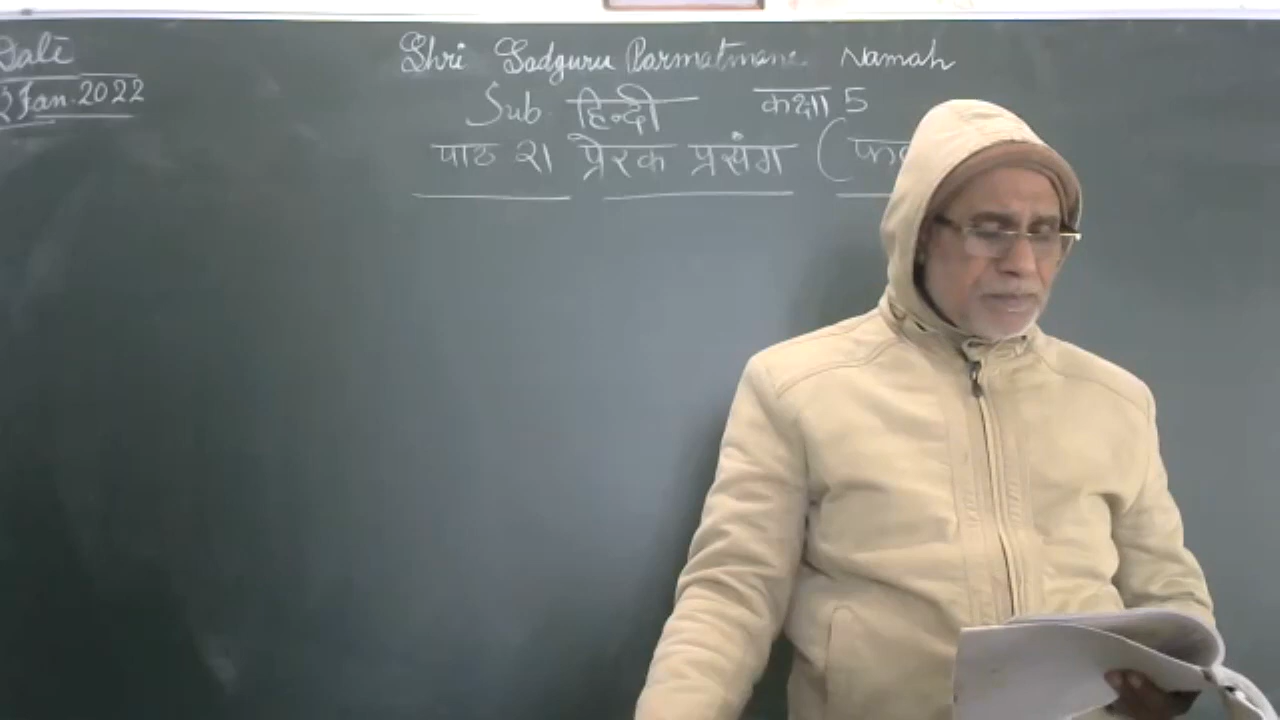 Date
Jan. 2022
Shri Sadguru Parmatmane Namah
Sub. हिन्दी कक्षा 5
पाठ २१ प्रेरक प्रसंग (